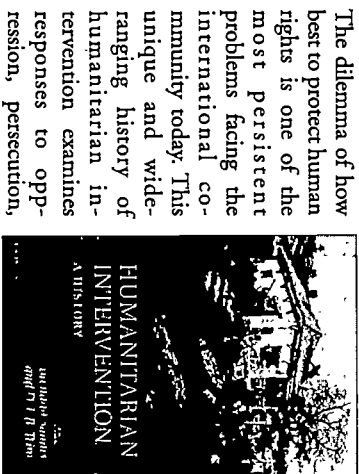 The dilemma of how
best to protect human
rights is one of the
most persistent
problems facing the
international co-
mmunity today. This
unique and wide-
ranging history of
humanitarian in-
tervention examines
responses to opp-
ression, persecution,
HUMANITARIAN
INTERVENTION
A HISTORY